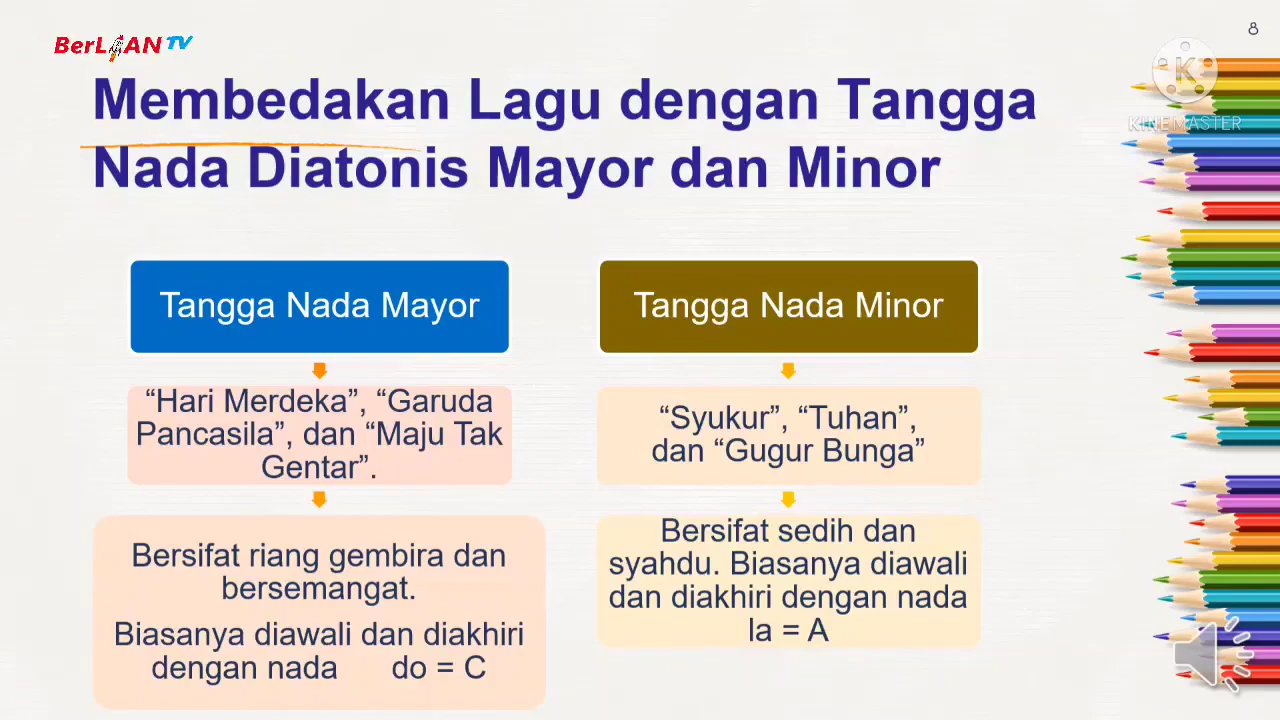 BerLIAN TV
8
KINEMASTER
Membedakan Lagu dengan Tangga
Nada Diatonis Mayor dan Minor
Tangga Nada Mayor
“Hari Merdeka”, “Garuda
Pancasila”, dan “Maju Tak
Gentar”.
Bersifat riang gembira dan
bersemangat.
Biasanya diawali dan diakhiri
dengan nada do = C
Tangga Nada Minor
“Syukur”, “Tuhan”,
dan “Gugur Bunga”
Bersifat sedih dan
syahdu. Biasanya diawali
dan diakhiri dengan nada
la = A